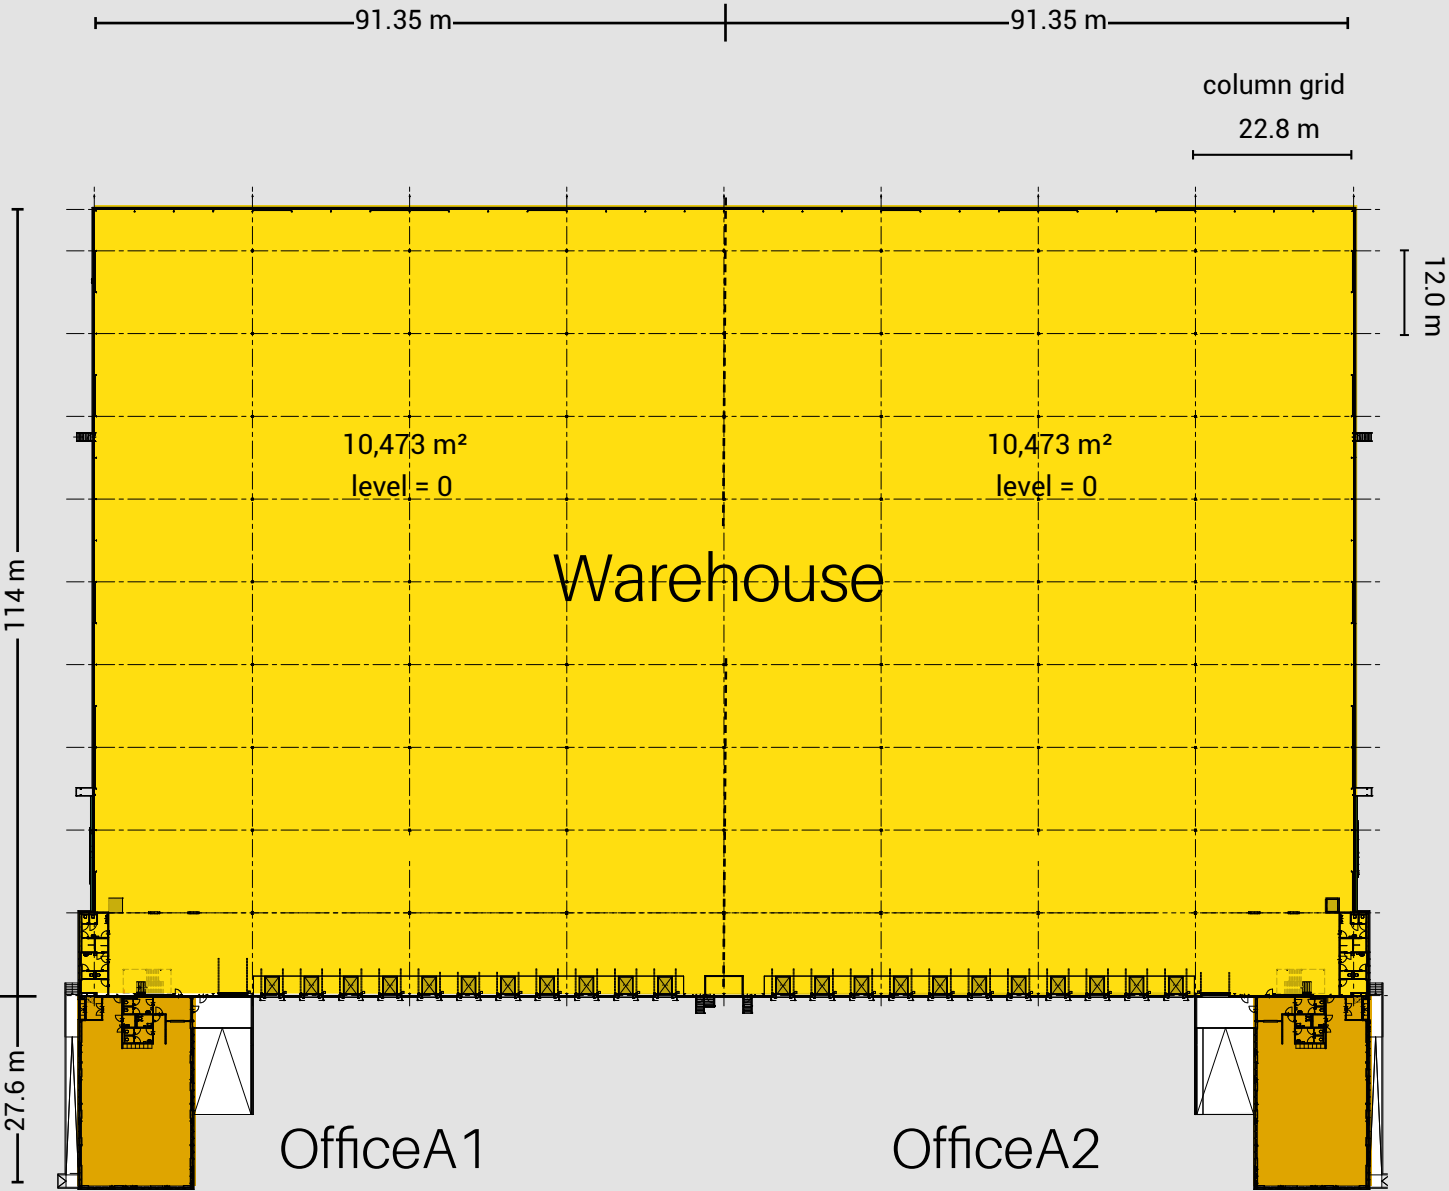 91.35 m
91.35 m
column grid
22.8 m
12.0 m
10,473 m²
level = 0
10,473 m²
level = 0
Warehouse
114 m
27.6 m
OfficeA1
OfficeA2